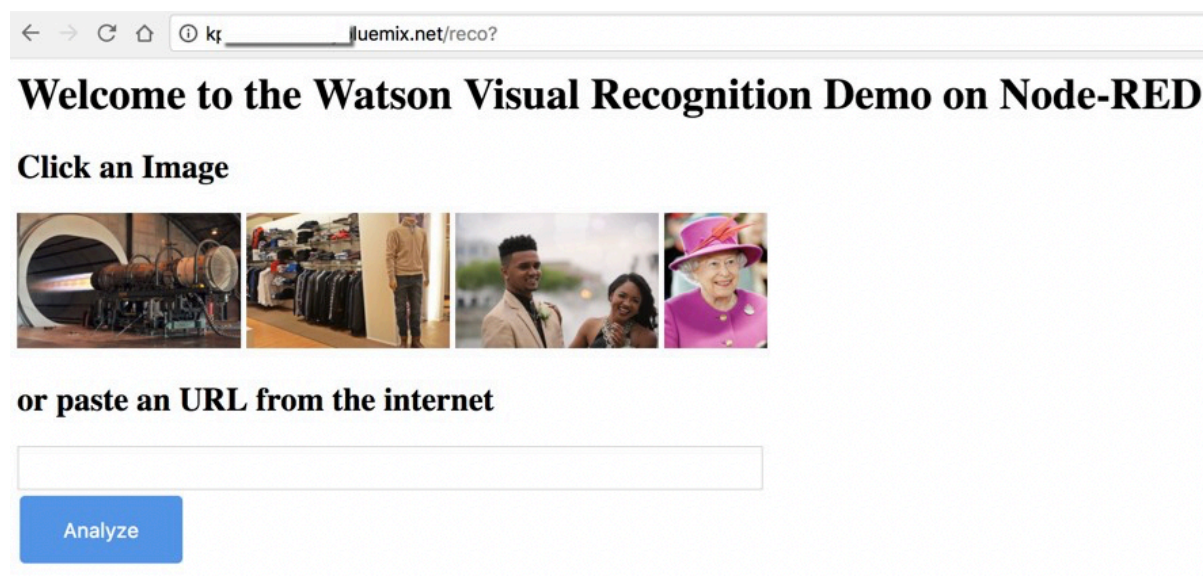 kp luemix.net/reco?
Welcome to the Watson Visual Recognition Demo on Node-RED
Click an Image
or paste an URL from the internet
Analyze